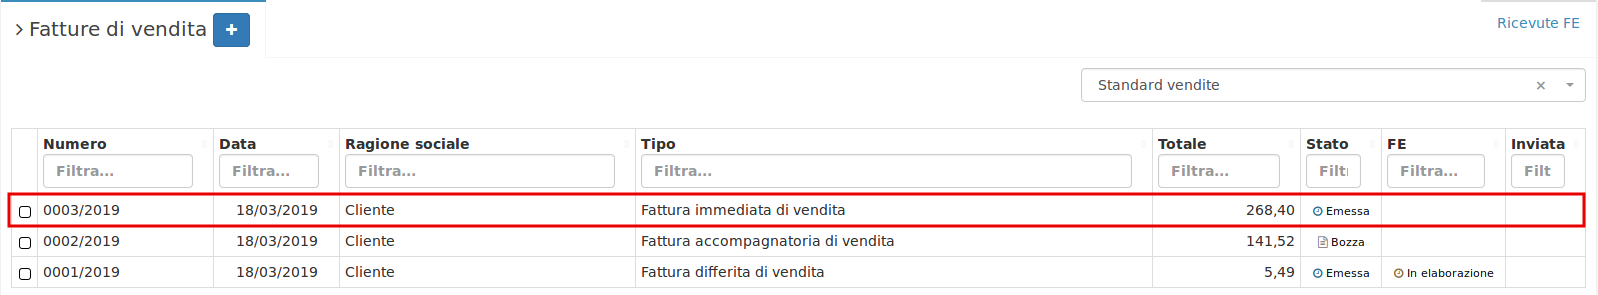 Fatture di vendita +
Ricevute FE
Standard vendite ×
Numero Data Ragione sociale Tipo Totale Stato FE Inviata
Filtra... Filtra... Filtra... Filtra... Filtra... Filtr Filtra... Filt
0003/2019 18/03/2019 Cliente Fattura immediata di vendita 268,40 Emessa
0002/2019 18/03/2019 Cliente Fattura accompagnatoria di vendita 141,52 Bozza
0001/2019 18/03/2019 Cliente Fattura differita di vendita 5,49 Emessa In elaborazione